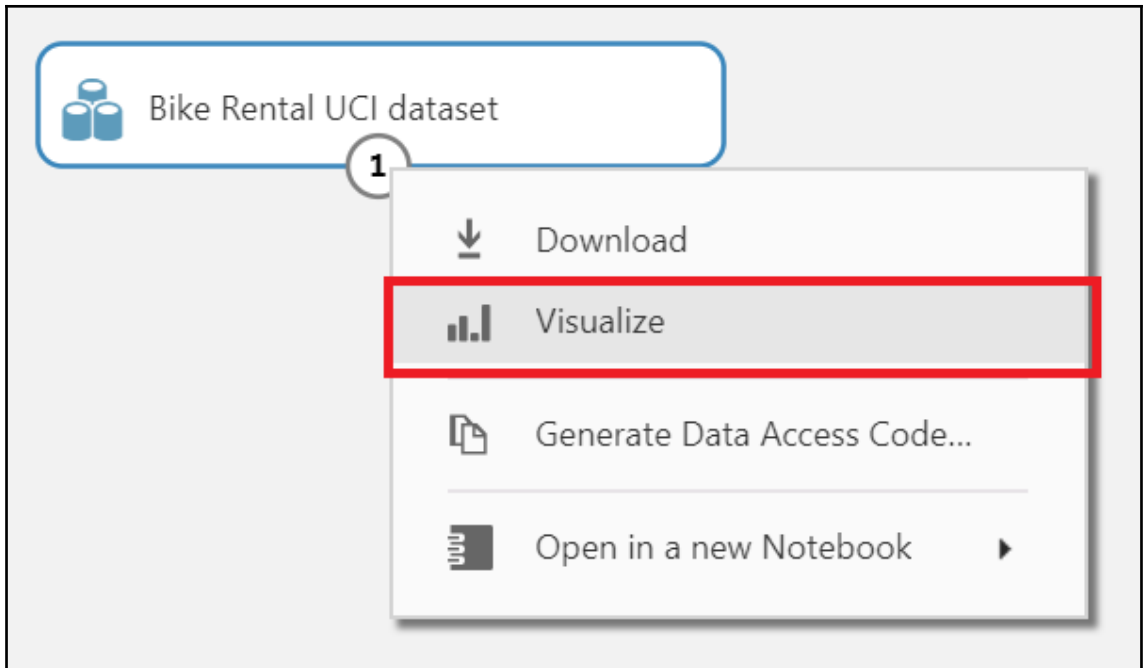 Bike Rental UCI dataset
1
Download
Visualize
Generate Data Access Code...
Open in a new Notebook